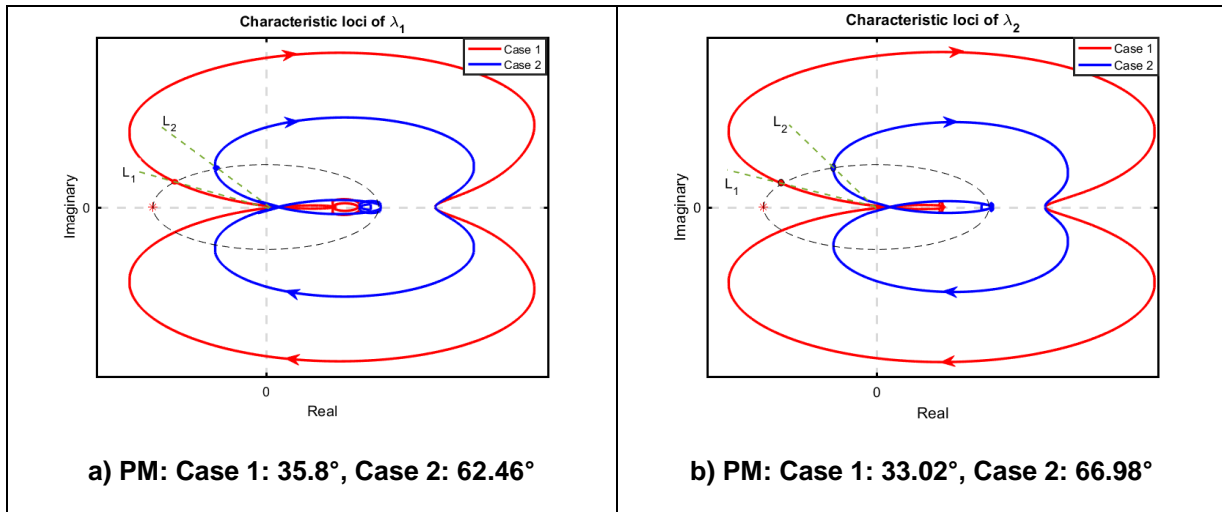 Characteristic loci of λ1
Case 1
Case 2
L2
L1
Imaginary
0
0
Real
a) PM: Case 1: 35.8°, Case 2: 62.46°
Characteristic loci of λ2
Case 1
Case 2
L2
L1
Imaginary
0
0
Real
b) PM: Case 1: 33.02°, Case 2: 66.98°